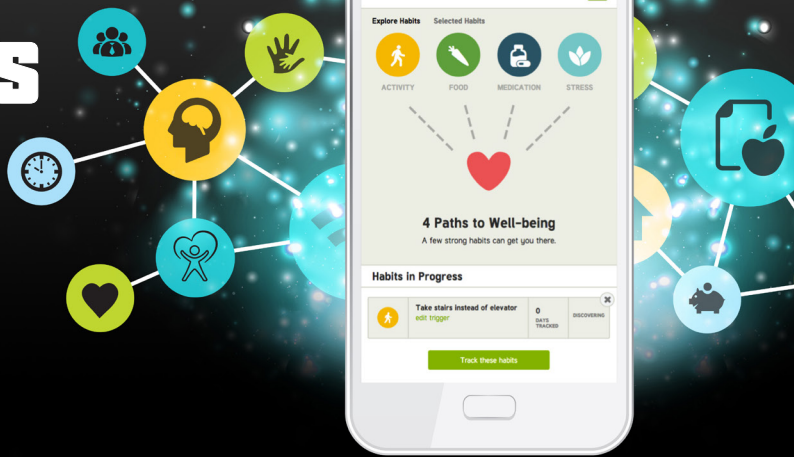 S
Explore Habits Selected Habits
ACTIVITY FOOD MEDICATION STRESS
4 Paths to Well-being
A few strong habits can get you there.
Habits in Progress
Take stairs instead of elevator
edit trigger
0
DAYS
TRACKED
DISCOVERING
Track these habits